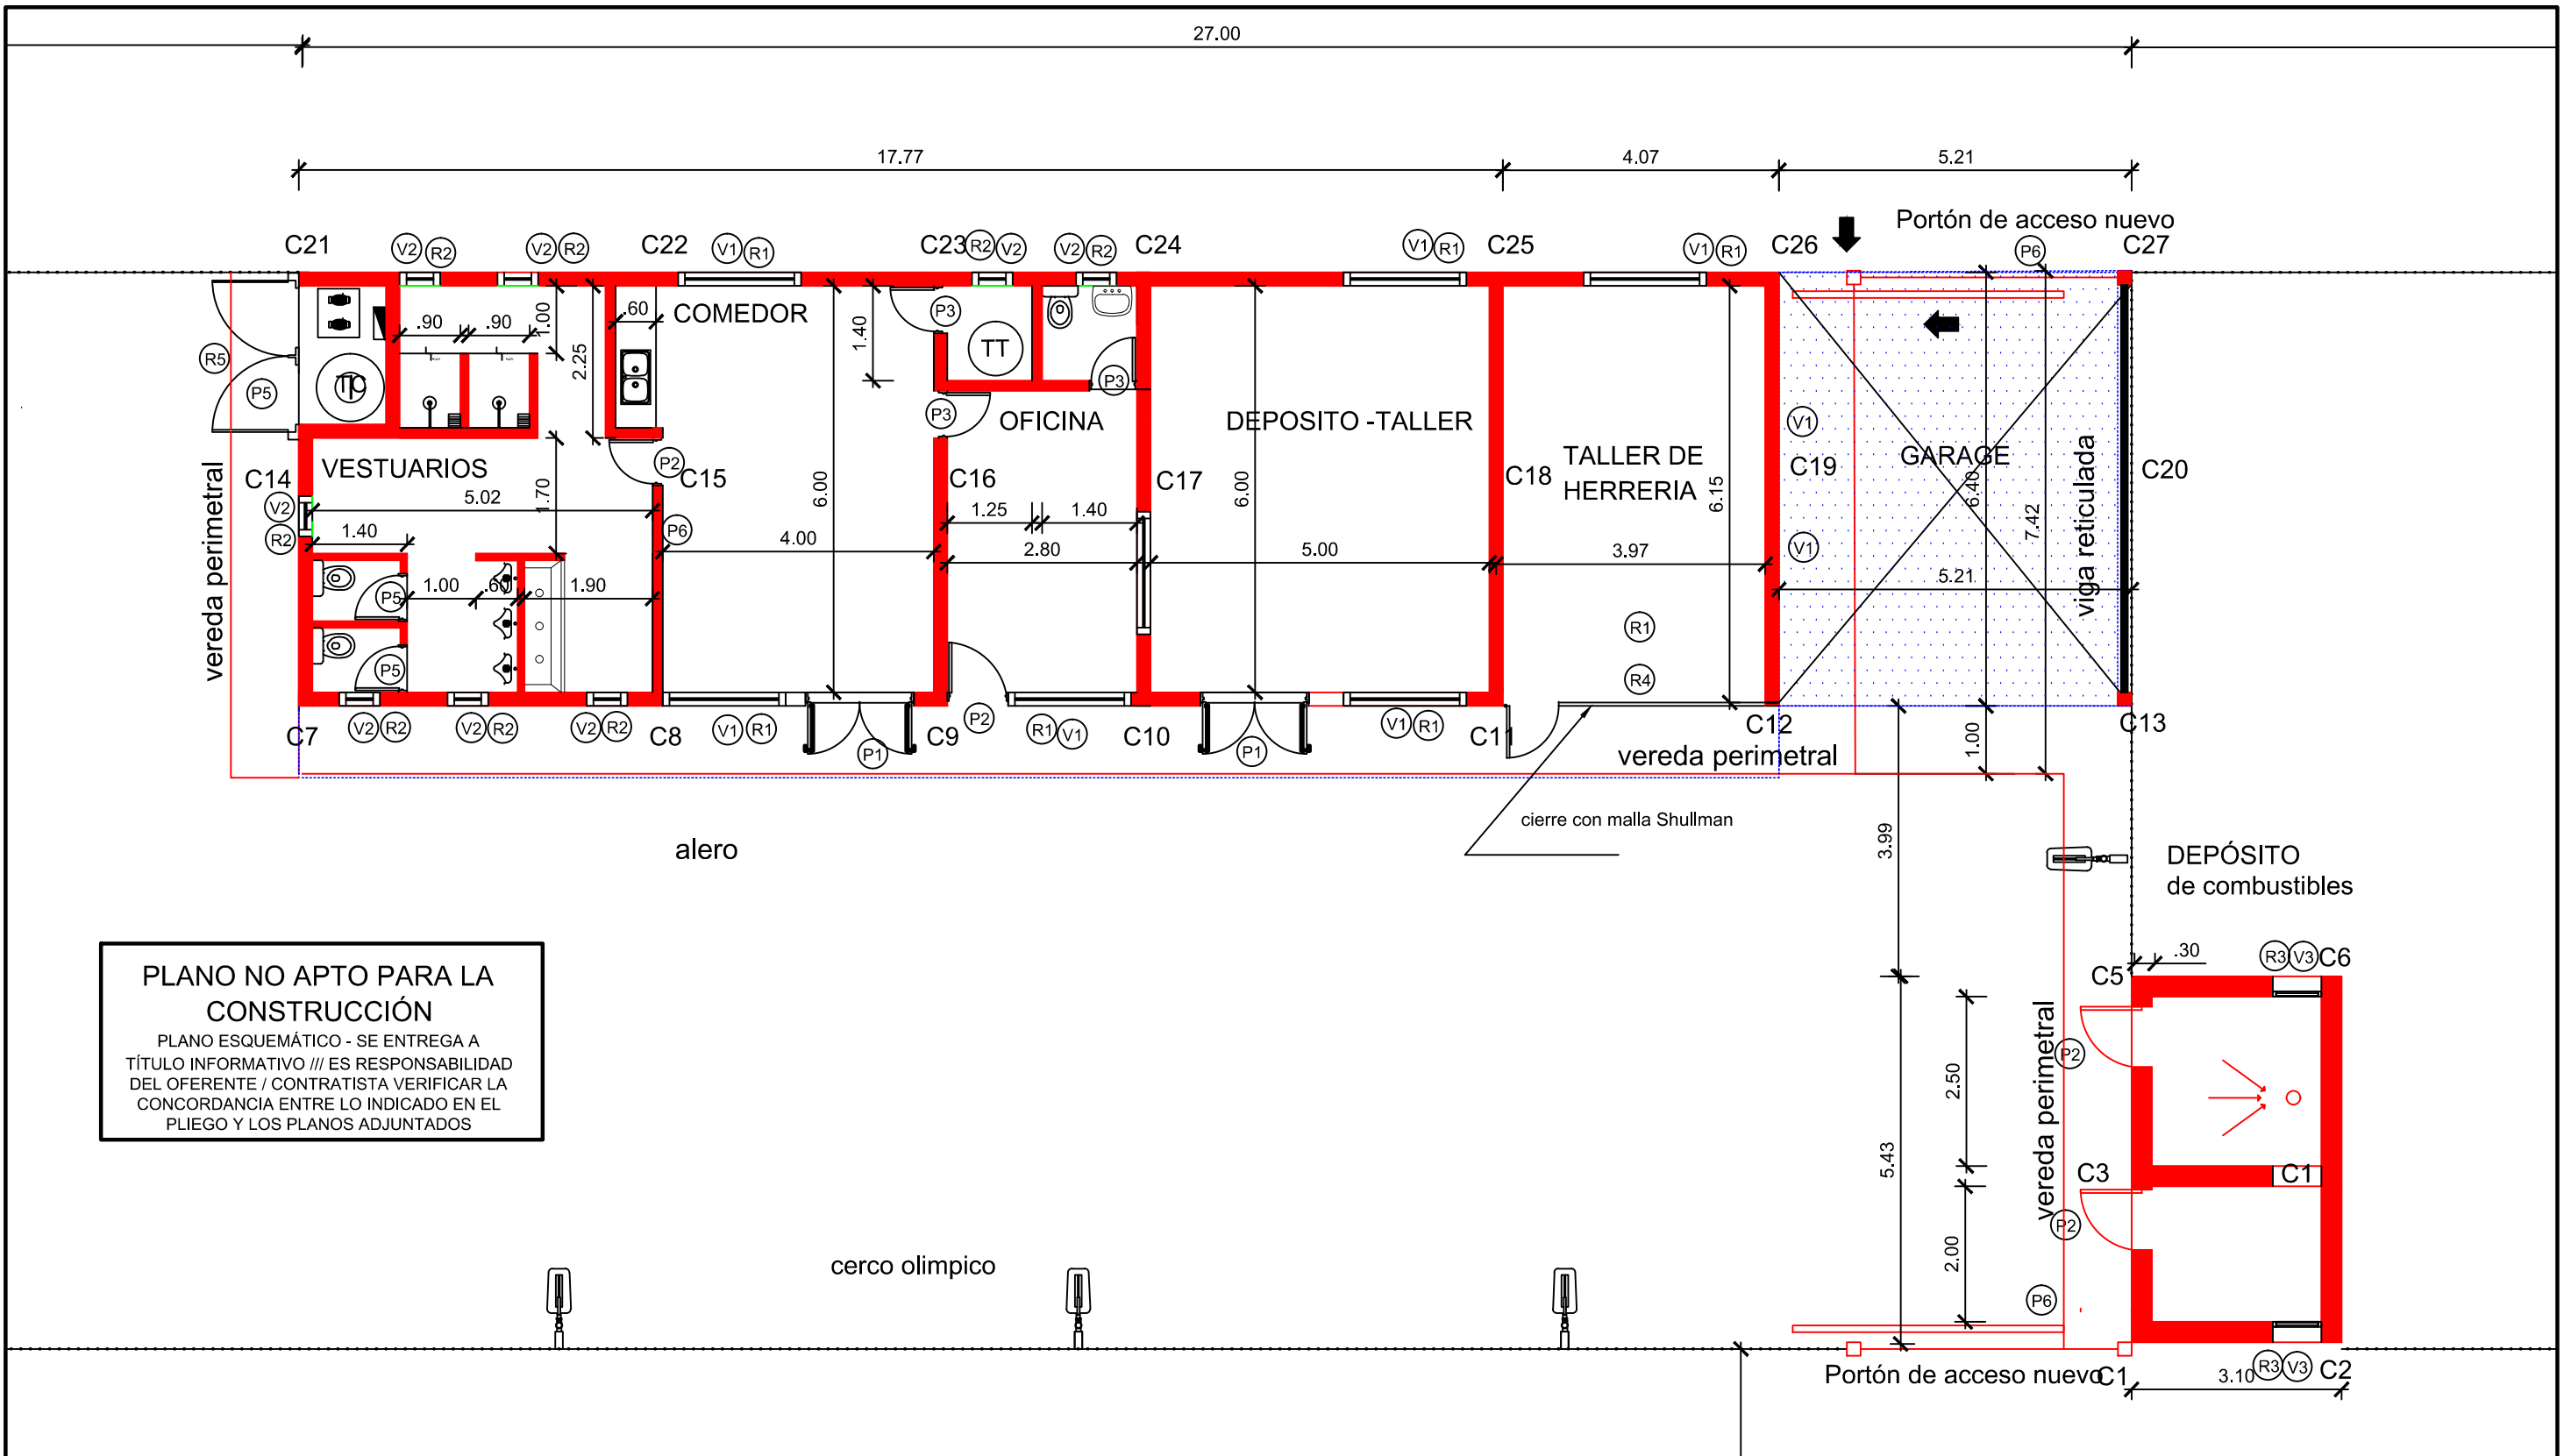 27.00
17.77
4.07
5.21
Portón de acceso nuevo
C21
V2
R2
V2
R2
C22
V1
R1
C23
R2
V2
V2
R2
C24
V1
R1
C25
V1
R1
C26
P6
C27
.90
.90
1.00
.60
COMEDOR
1.40
P3
TT
P3
R5
P5
2.25
P3
OFICINA
DEPOSITO -TALLER
V1
GARAGE
VESTUARIOS
P2
C15
C14
5.02
1.70
6.00
C16
C17
6.00
C18
TALLER DE
HERRERIA
6.15
C19
6.40
7.42
viga reticulada
C20
vereda perimetral
V2
R2
1.40
P6
4.00
1.25
1.40
2.80
5.00
3.97
V1
5.21
P5
1.00
.60
1.90
P5
R1
R4
C7
V2
R2
V2
R2
V2
R2
C8
V1
R1
P1
C9
P2
R1
V1
C10
P1
V1
R1
C11
C12
C13
vereda perimetral
1.00
cierre con malla Shullman
alero
3.99
DEPÓSITO
de combustibles
PLANO NO APTO PARA LA
CONSTRUCCIÓN
PLANO ESQUEMÁTICO - SE ENTREGA A
TÍTULO INFORMATIVO /// ES RESPONSABILIDAD
DEL OFERENTE / CONTRATISTA VERIFICAR LA
CONCORDANCIA ENTRE LO INDICADO EN EL
PLIEGO Y LOS PLANOS ADJUNTADOS
.30
C5
R3
V3
C6
P2
2.50
vereda perimetral
5.43
C3
C1
P2
2.00
cerco olimpico
P6
Portón de acceso nuevo
C1
3.10
R3
V3
C2